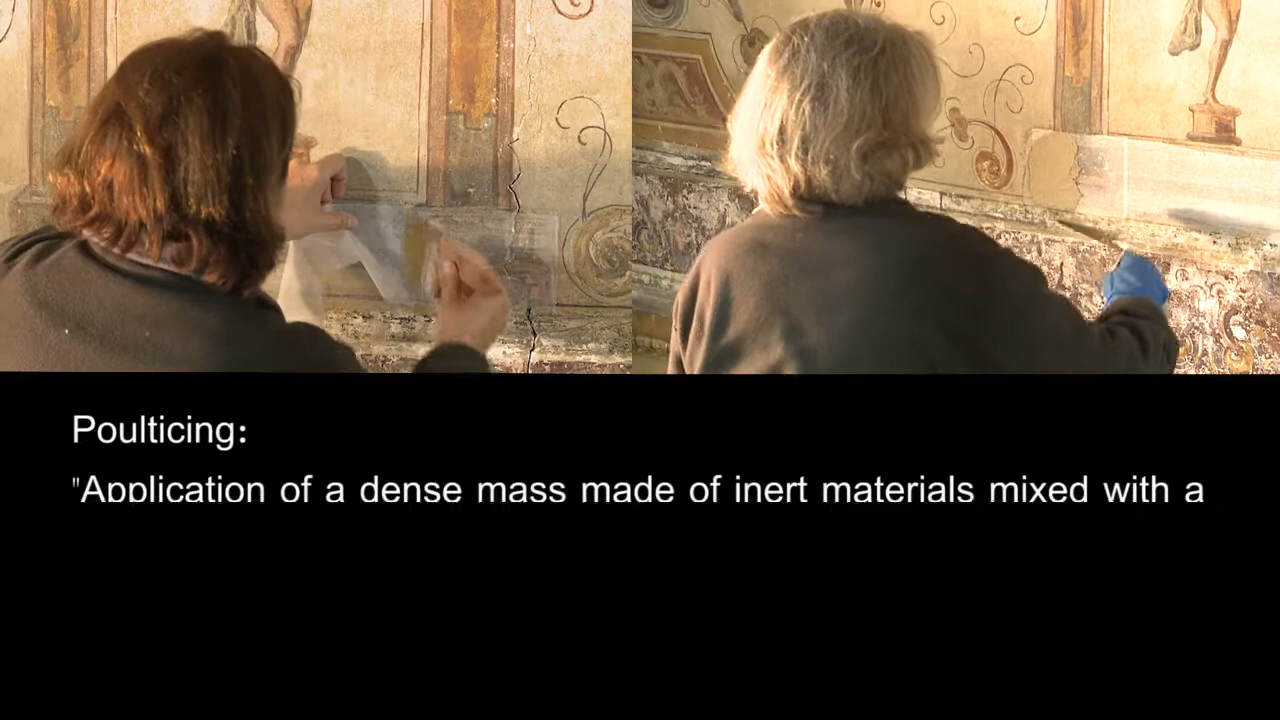 Poulticing:
"Application of a dense mass made of inert materials mixed with a